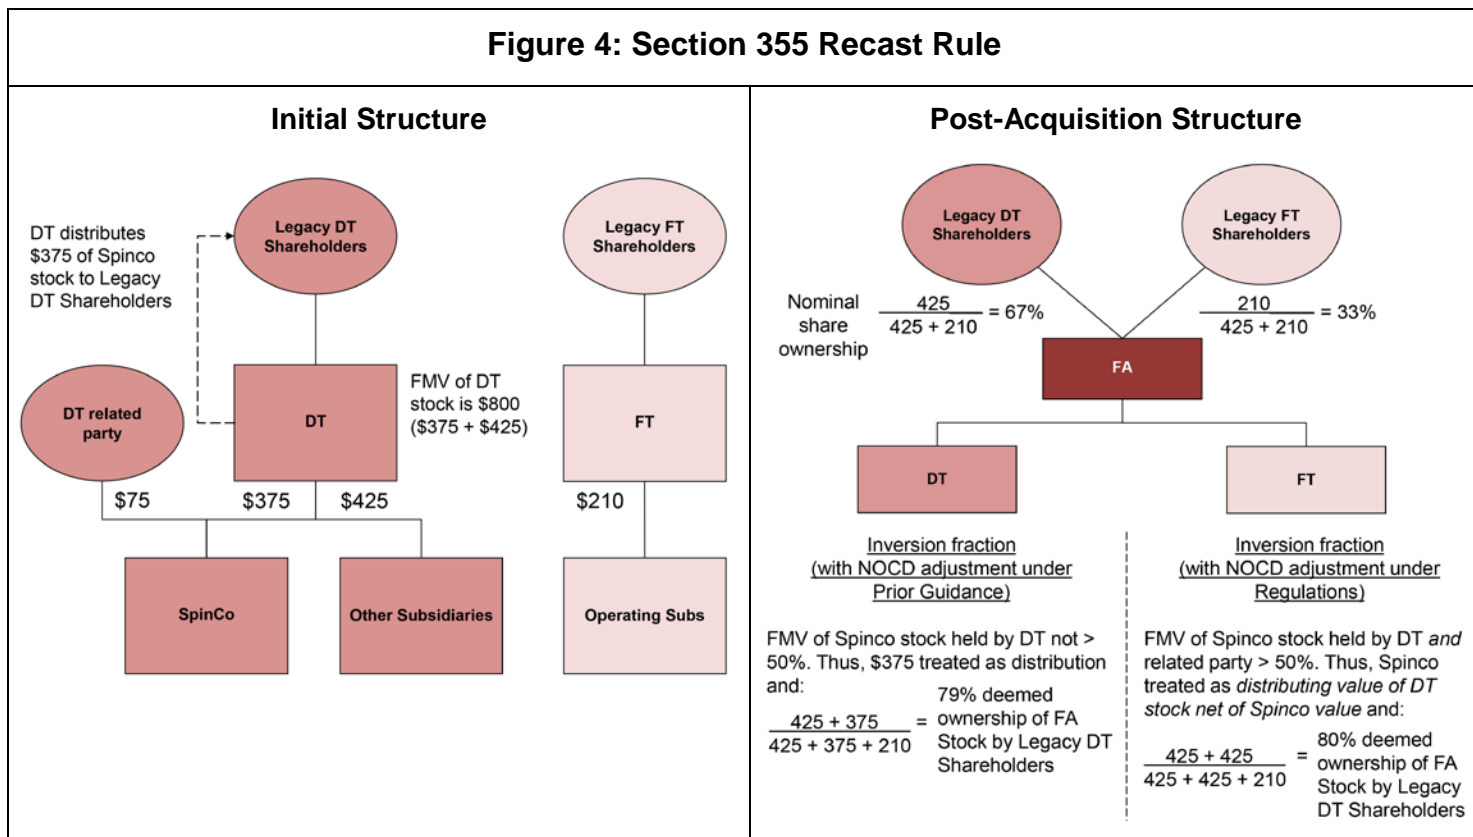 Figure 4: Section 355 Recast Rule
Initial Structure
DT distributes
$375 of Spinco
stock to Legacy
DT Shareholders
Legacy DT
Shareholders
Legacy FT
Shareholders
DT related
party
DT
FMV of DT
stock is $800
($375 + $425)
FT
$75
$375
$425
$210
SpinCo
Other Subsidiaries
Operating Subs
Post-Acquisition Structure
Legacy DT
Shareholders
Legacy FT
Shareholders
Nominal
share
ownership
425
425 + 210
= 67%
210
425 + 210
= 33%
FA
DT
FT
Inversion fraction
(with NOCD adjustment under
Prior Guidance)
FMV of Spinco stock held by DT not >
50%. Thus, $375 treated as distribution
and:
425 + 375
425 + 375 + 210
=
79% deemed
ownership of FA
Stock by Legacy DT
Shareholders
Inversion fraction
(with NOCD adjustment under
Regulations)
FMV of Spinco stock held by DT and
related party > 50%. Thus, Spinco
treated as distributing value of DT
stock net of Spinco value and:
425 + 425
425 + 425 + 210
=
80% deemed
ownership of FA
Stock by Legacy
DT Shareholders